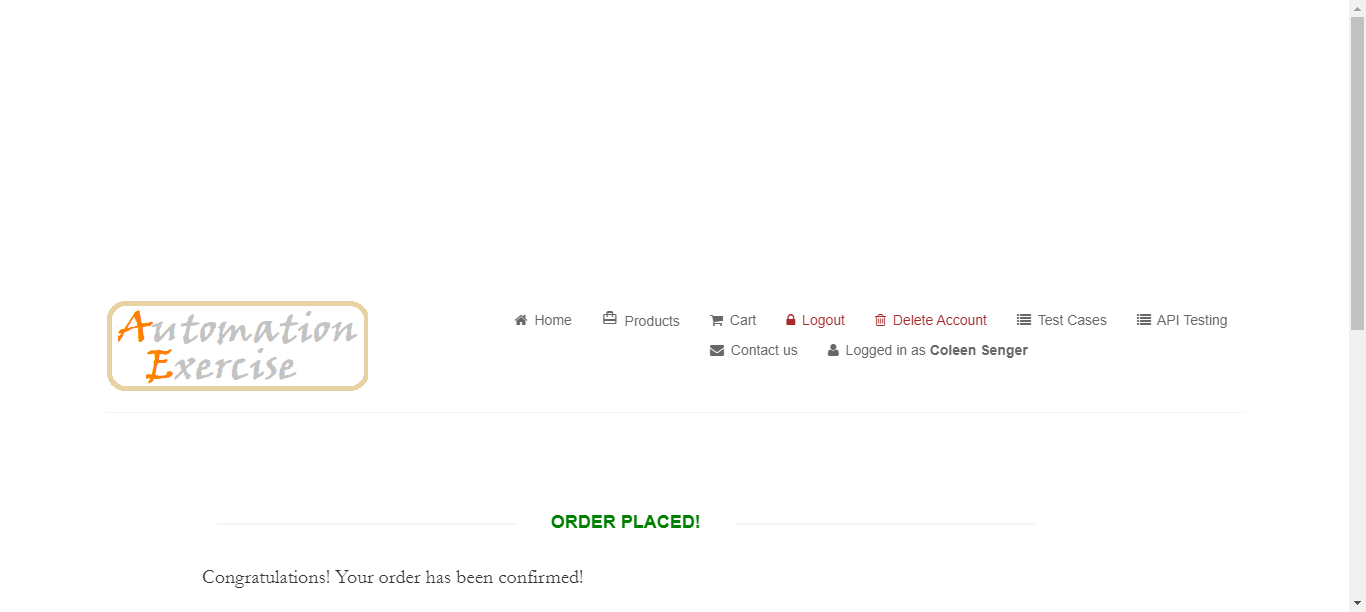 Automation
Exercise
Home Products Cart Logout Delete Account Test Cases API Testing
Contact us Logged in as Coleen Senger
ORDER PLACED!
Congratulations! Your order has been confirmed!